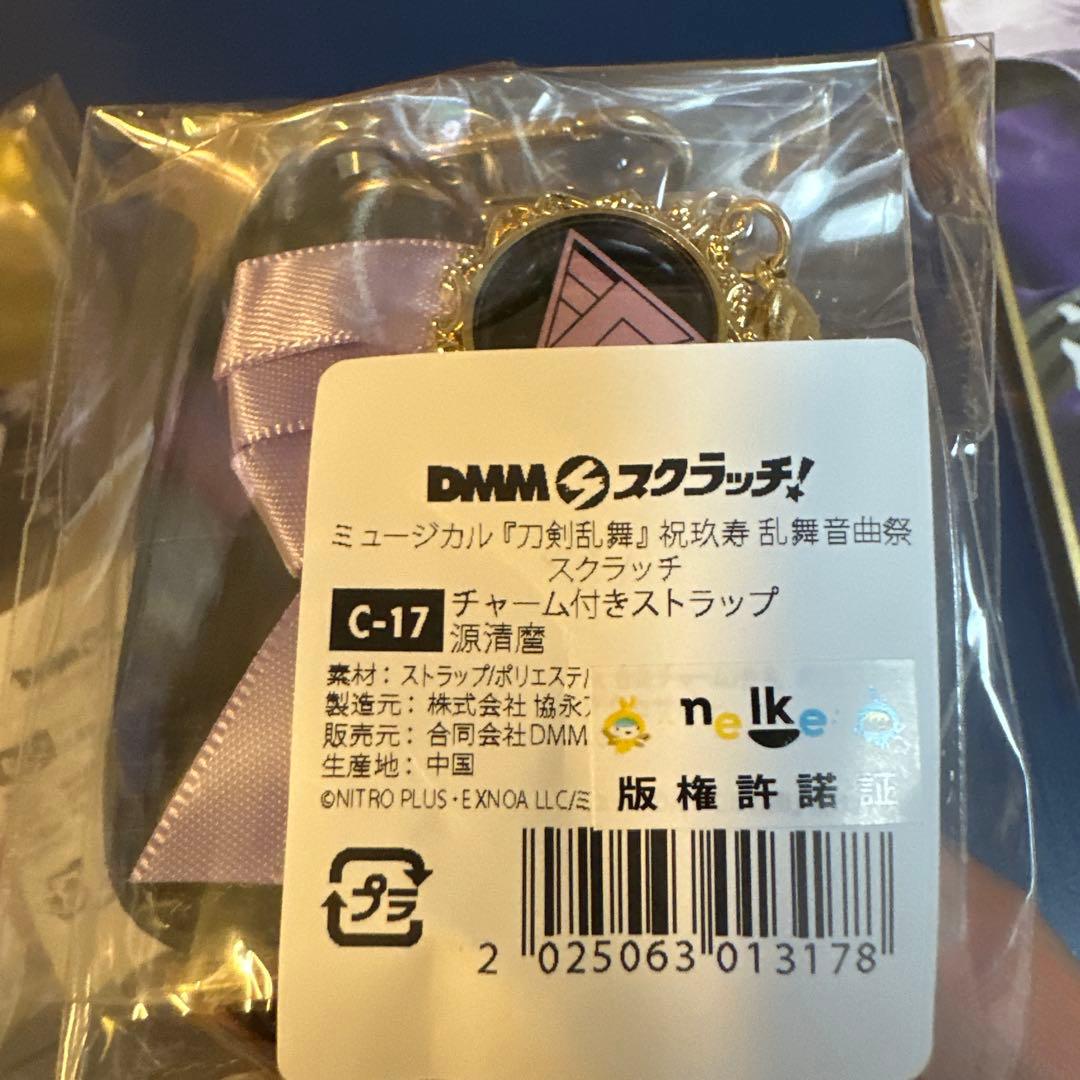 DMM スクラッチ!
ミュージカル『刀剣乱舞』祝玖寿 乱舞音曲祭
スクラッチ
C-17 チャーム付きストラップ
源清麿
素材：ストラップ/ポリエステル
製造元：株式会社 協永
販売元：合同会社DMM
生産地：中国
©NITRO PLUS・EXNOA LLC/ミ
nelke
版権許諾証
プラ
2 025063 013178